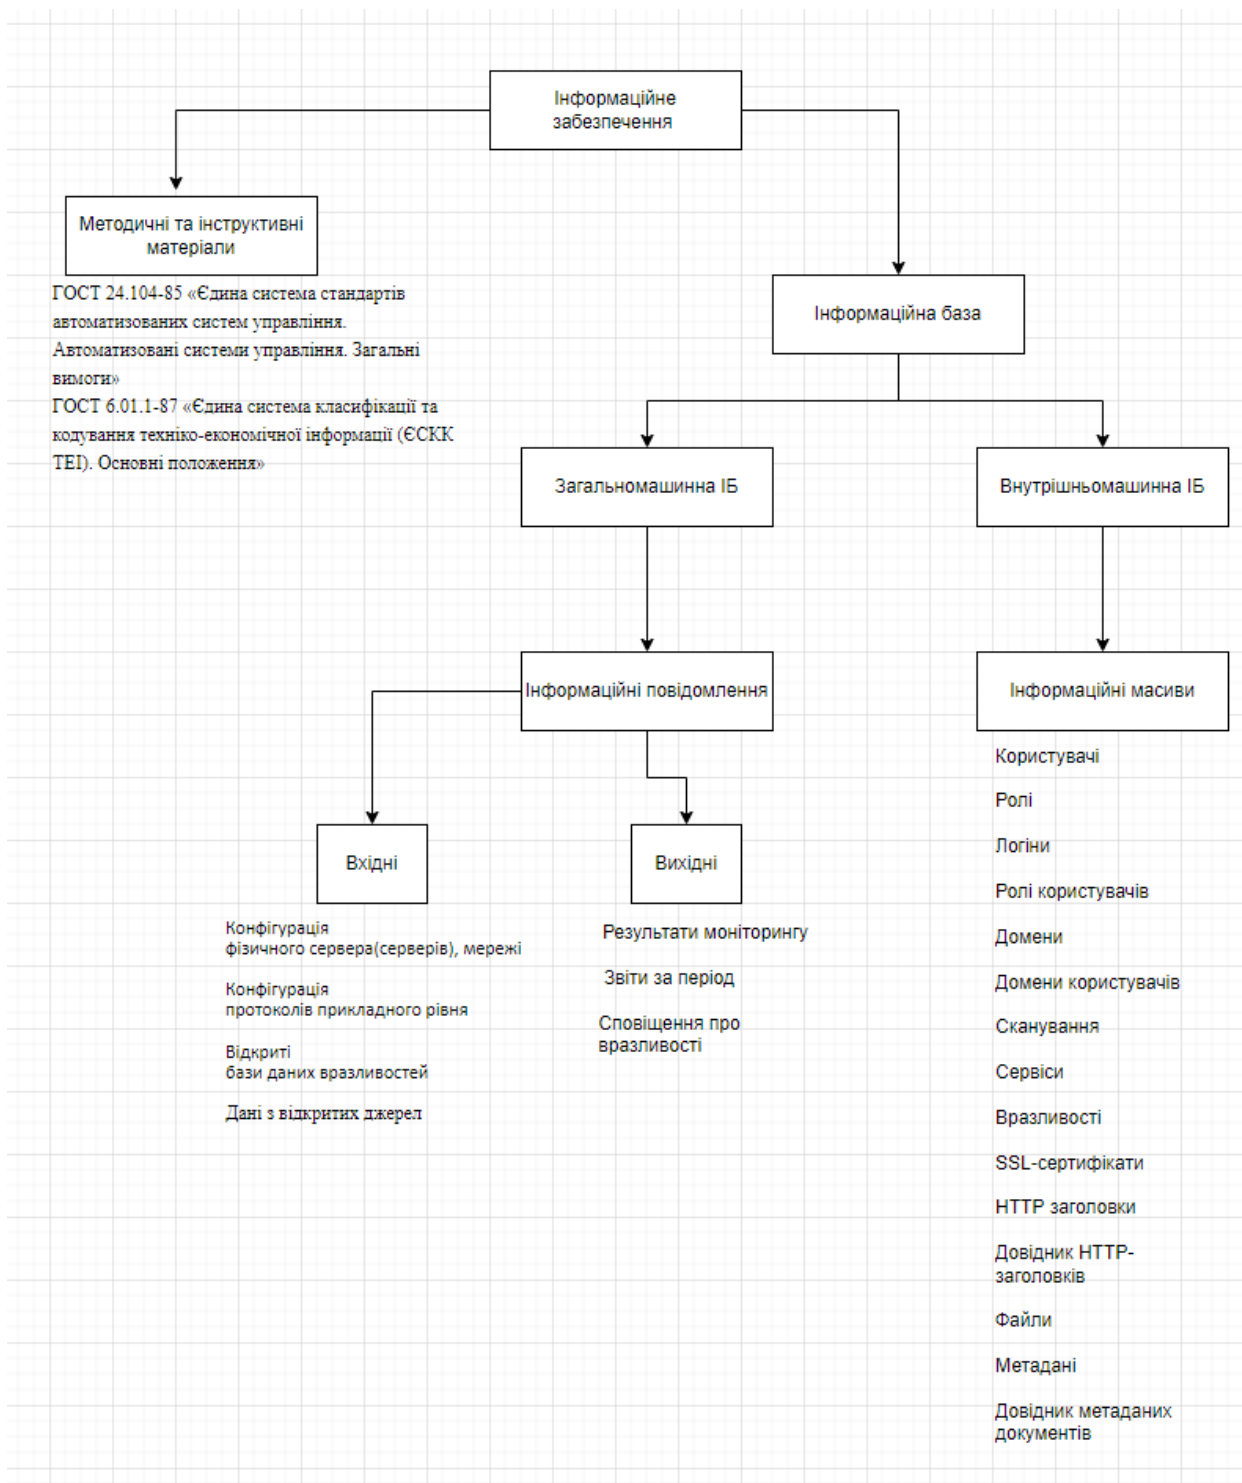 Інформаційне
забезпечення
Методичні та інструктивні
матеріали
ГОСТ 24.104-85 «Єдина система стандартів
автоматизованих систем управління.
Автоматизовані системи управління. Загальні
вимоги»
ГОСТ 6.01.1-87 «Єдина система класифікації та
кодування техніко-економічної інформації (ЄСКК
ТЕІ). Основні положення»
Інформаційна база
Загальномашинна ІБ
Внутрішньомашинна ІБ
Інформаційні повідомлення
Інформаційні масиви
Вхідні
Вихідні
Конфігурація
фізичного сервера(серверів), мережі
Конфігурація
протоколів прикладного рівня
Відкриті
бази даних вразливостей
Дані з відкритих джерел
Результати моніторингу
Звіти за період
Сповіщення про
вразливості
Користувачі
Ролі
Логіни
Ролі користувачів
Домени
Домени користувачів
Сканування
Сервіси
Вразливості
SSL-сертифікати
HTTP заголовки
Довідник HTTP-
заголовків
Файли
Метадані
Довідник метаданих
документів